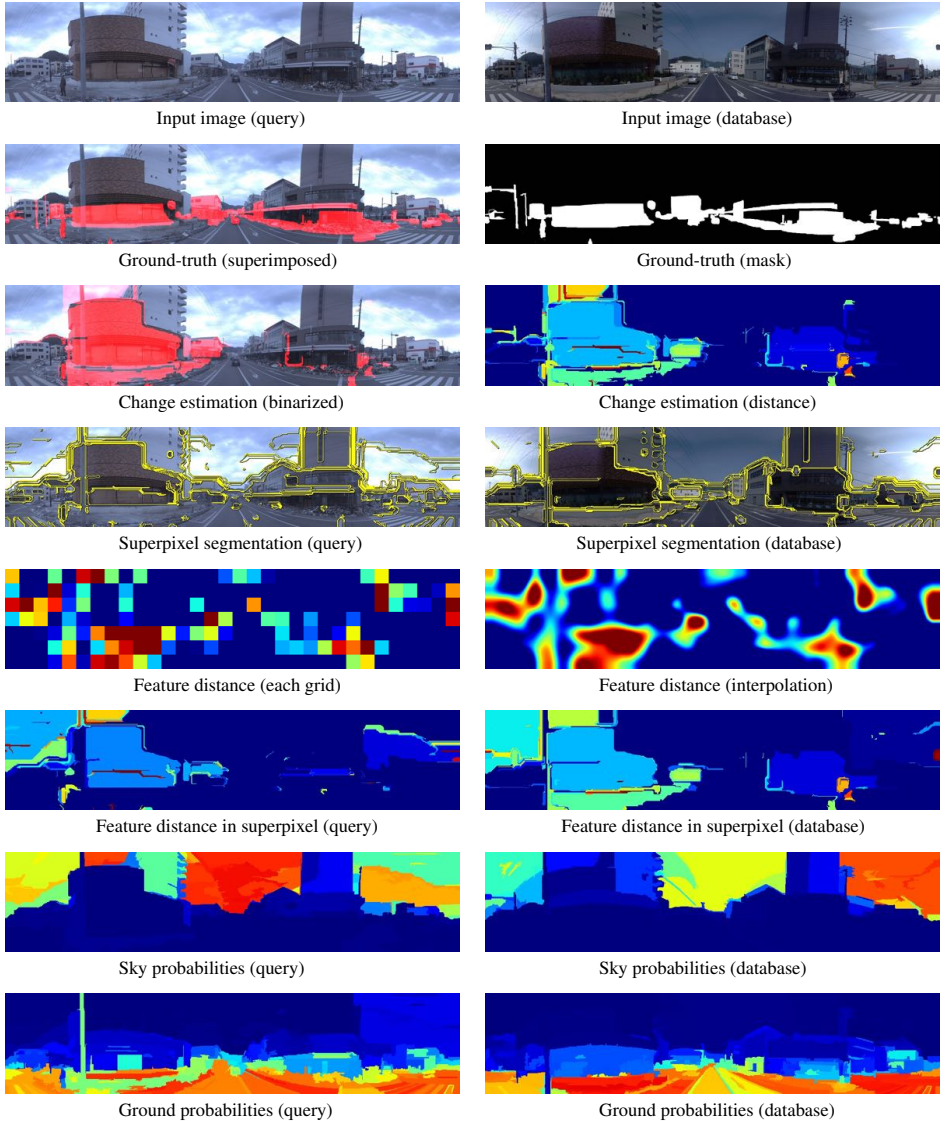 Input image (query)
Input image (database)
Ground-truth (superimposed)
Ground-truth (mask)
Change estimation (binarized)
Change estimation (distance)
Superpixel segmentation (query)
Superpixel segmentation (database)
Feature distance (each grid)
Feature distance (interpolation)
Feature distance in superpixel (query)
Feature distance in superpixel (database)
Sky probabilities (query)
Sky probabilities (database)
Ground probabilities (query)
Ground probabilities (database)